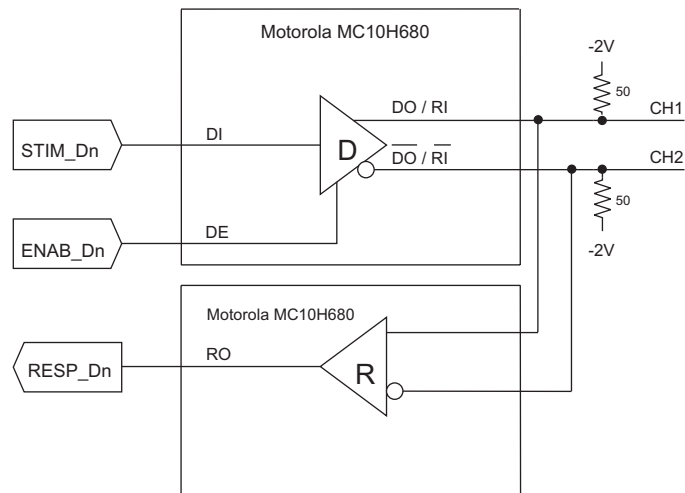 Motorola MC10H680
-2V
50
DO / RI
CH1
DI
STIM_Dn
D
DO / RI
CH2
50
DE
ENAB_Dn
-2V
Motorola MC10H680
RO
RESP_Dn
R